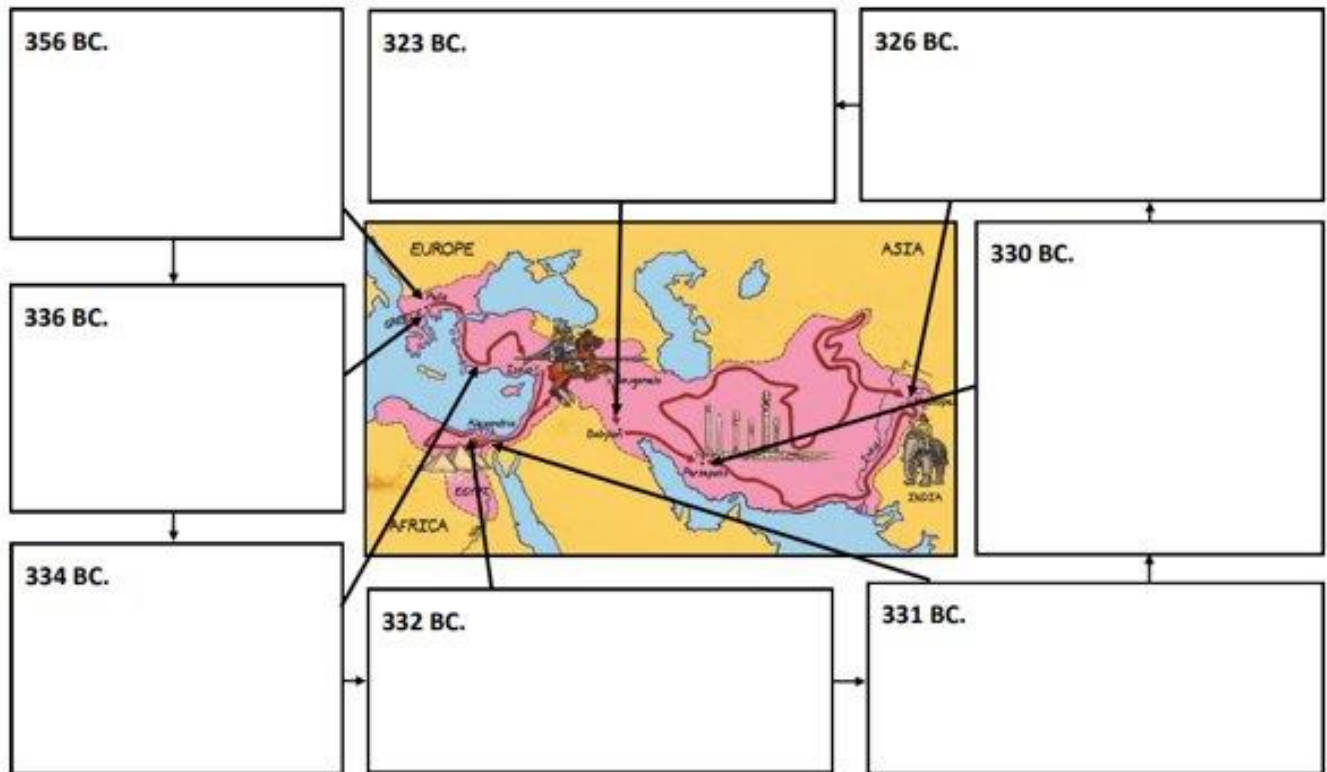 356 BC.
323 BC.
326 BC.
336 BC.
330 BC.
334 BC.
332 BC.
331 BC.
EUROPE
ASIA
Pella
Babylon
Alexandria
Persepolis
EGYPT
INDIA
AFRICA